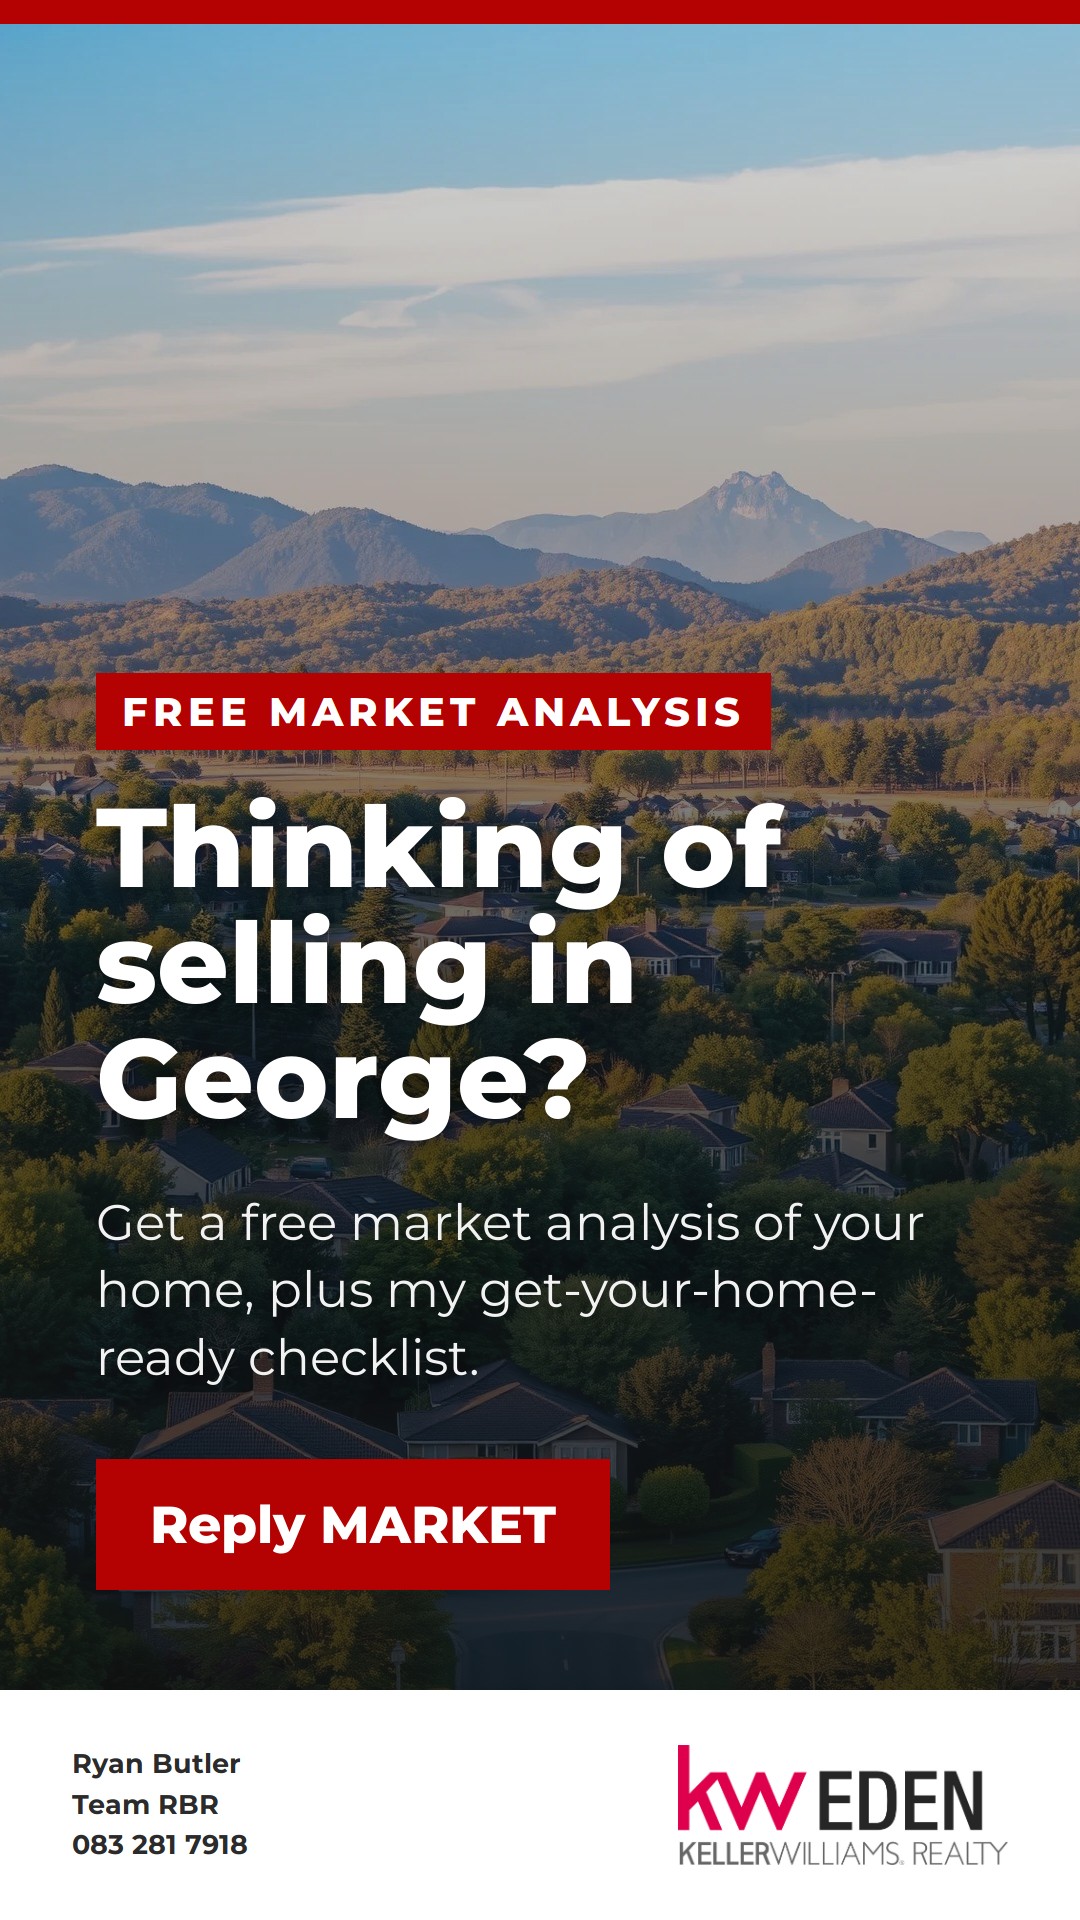 FREE MARKET ANALYSIS
Thinking of
selling in
George?
Get a free market analysis of your
home, plus my get-your-home-
ready checklist.
Reply MARKET
Ryan Butler
Team RBR
083 281 7918
kw EDEN
KELLERWILLIAMS. REALTY